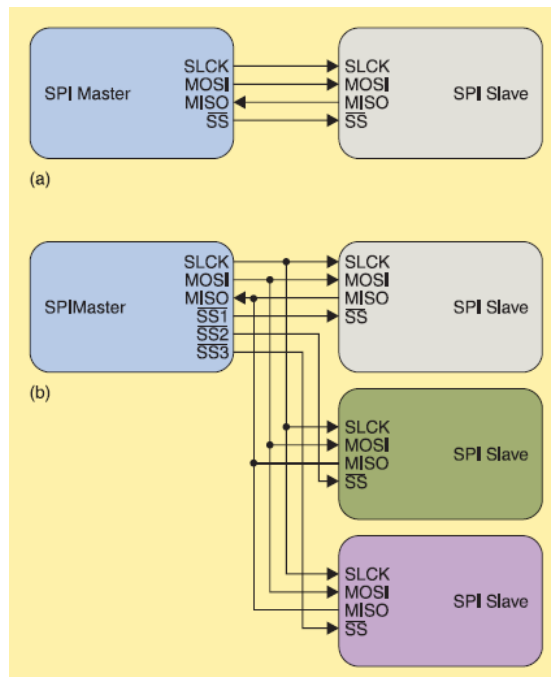 SLCK
MOSI
MISO
SS
SPI Master
SLCK
MOSI
MISO
SS
SPI Slave
(a)
SLCK
MOSI
MISO
SS1
SS2
SS3
SPIMaster
SLCK
MOSI
MISO
SS
SPI Slave
(b)
SLCK
MOSI
MISO
SS
SPI Slave
SLCK
MOSI
MISO
SS
SPI Slave